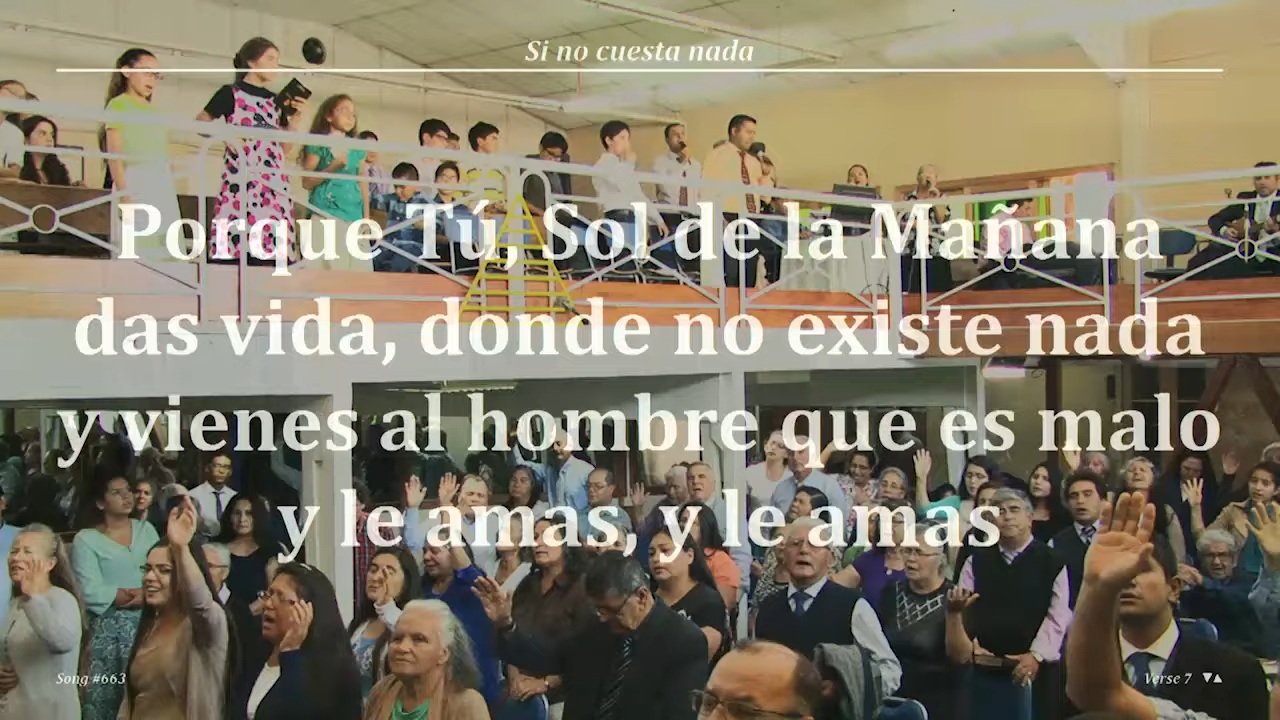 Si no cuesta nada
Porque Tú, Sol de la Mañana
das vida, donde no existe nada
y vienes al hombre que es malo
y le amas, y le amas
Song #663
Verse 7 ▼▲